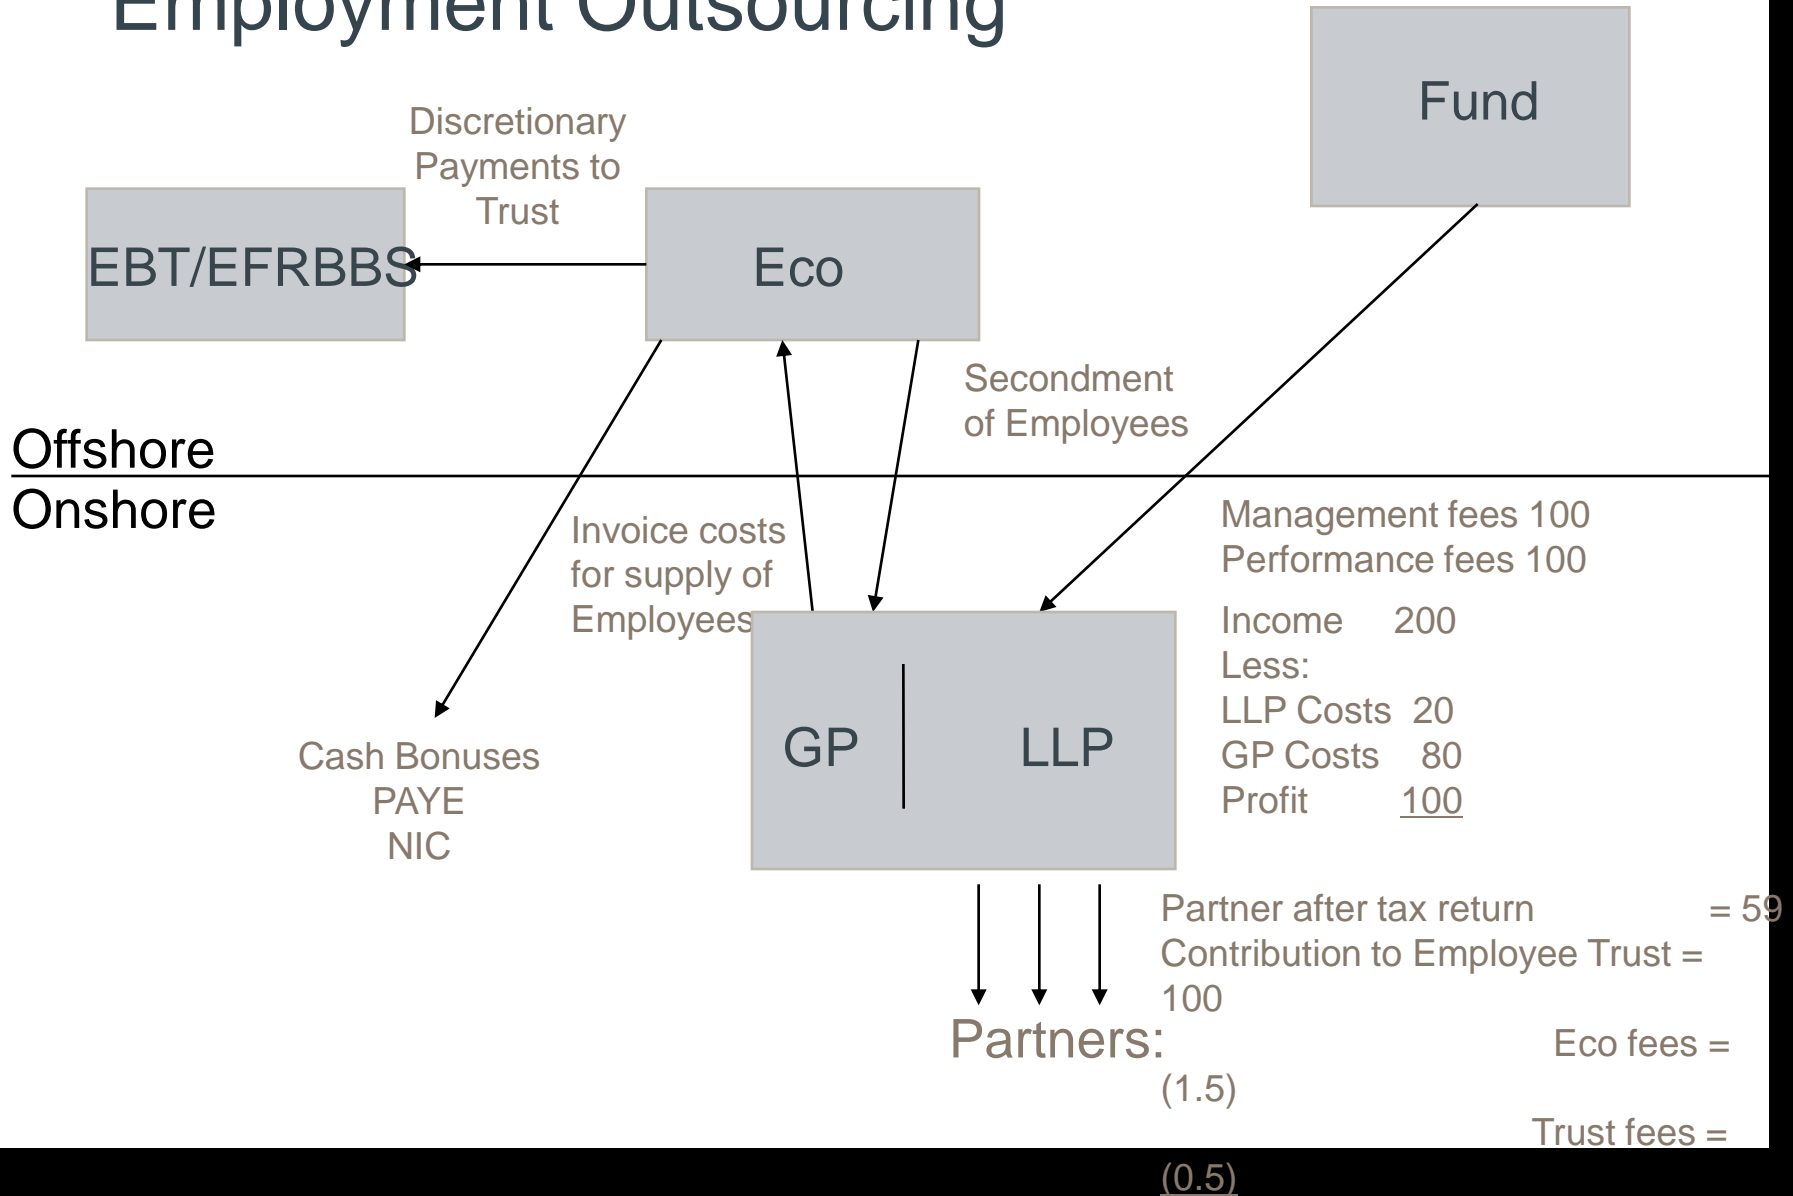 Employment Outsourcing
Fund
Discretionary
Payments to
Trust
EBT/EFRBBS
Eco
Secondment
of Employees
Offshore
Onshore
Invoice costs
for supply of
Employees
Management fees 100
Performance fees 100
Income 200
Less:
LLP Costs 20
GP Costs 80
Profit 100
GP
LLP
Cash Bonuses
PAYE
NIC
Partners:
Partner after tax return = 59
Contribution to Employee Trust =
100
Eco fees =
(1.5)
Trust fees =
(0.5)